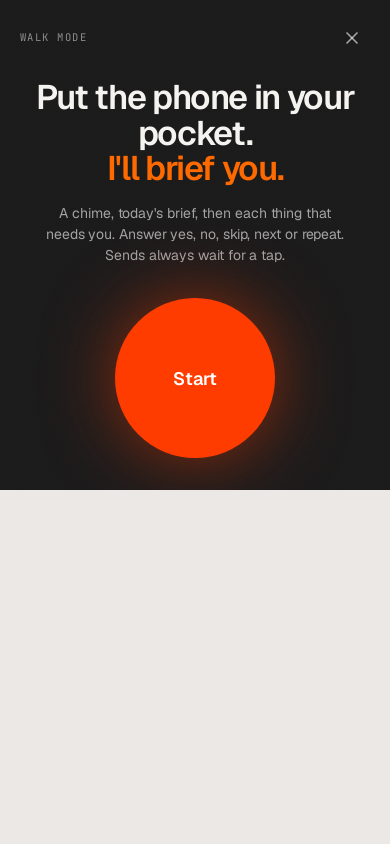 WALK MODE
Put the phone in your
pocket.
I'll brief you.
A chime, today's brief, then each thing that
needs you. Answer yes, no, skip, next or repeat.
Sends always wait for a tap.
Start